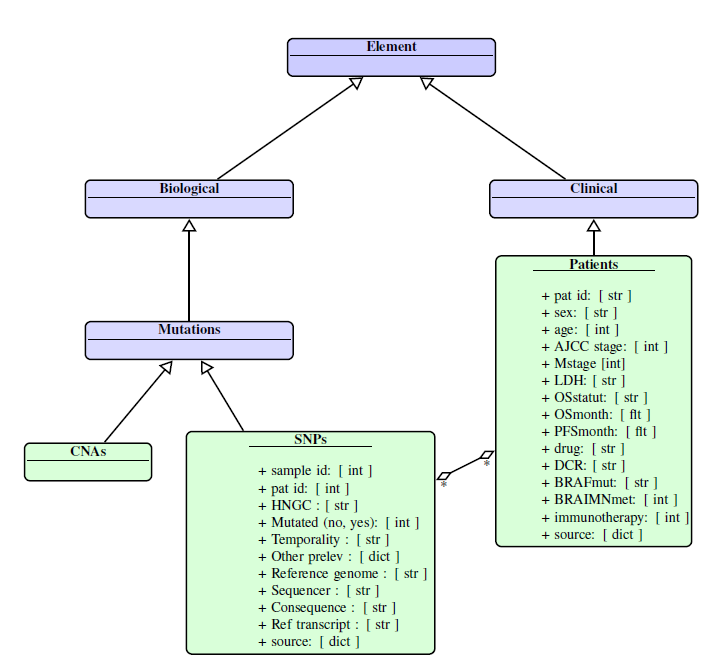 Element
Biological
Clinical
Patients
+ pat id: [ str ]
+ sex: [ str ]
+ age: [ int ]
+ AJCC stage: [ int ]
+ Mstage [int]
+ LDH: [ str ]
+ OSstatut: [ str ]
+ OSmonth: [ flt ]
+ PFSmonth: [ flt ]
+ drug: [ str ]
+ DCR: [ str ]
+ BRAFmut: [ str ]
+ BRAIMNmet: [ int ]
+ immunotherapy: [ int ]
+ source: [ dict ]
Mutations
CNAs
SNPs
+ sample id: [ int ]
+ pat id: [ int ]
+ HNGC : [ str ]
+ Mutated (no, yes): [ int ]
+ Temporality : [ str ]
+ Other prelev : [ dict ]
+ Reference genome : [ str ]
+ Sequencer : [ str ]
+ Consequence : [ str ]
+ Ref transcript : [ str ]
+ source: [ dict ]
*
*